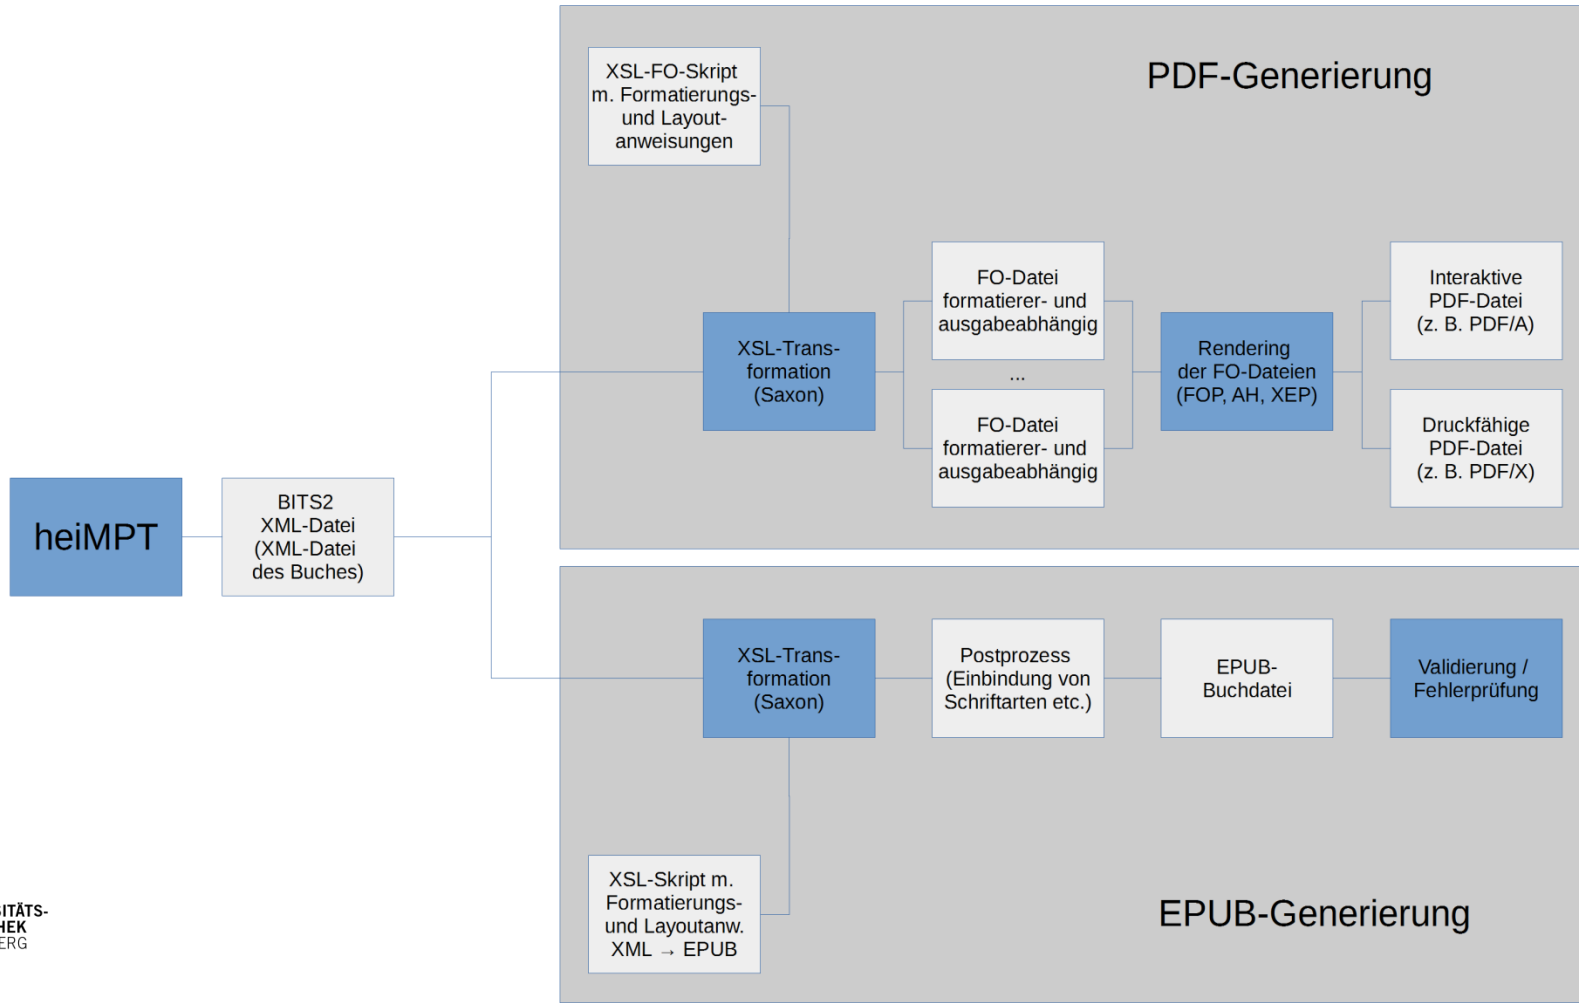 XSL-FO-Skript
m. Formatierungs-
und Layout-
anweisungen
PDF-Generierung
XSL-Trans-
formation
(Saxon)
FO-Datei
formatierer- und
ausgabeabhängig
...
FO-Datei
formatierer- und
ausgabeabhängig
Rendering
der FO-Dateien
(FOP, AH, XEP)
Interaktive
PDF-Datei
(z. B. PDF/A)
Druckfähige
PDF-Datei
(z. B. PDF/X)
heiMPT
BITS2
XML-Datei
(XML-Datei
des Buches)
XSL-Trans-
formation
(Saxon)
Postprozess
(Einbindung von
Schriftarten etc.)
EPUB-
Buchdatei
Validierung /
Fehlerprüfung
XSL-Skript m.
Formatierungs-
und Layoutanw.
XML → EPUB
EPUB-Generierung
SITÄTS-
HEK
ERG